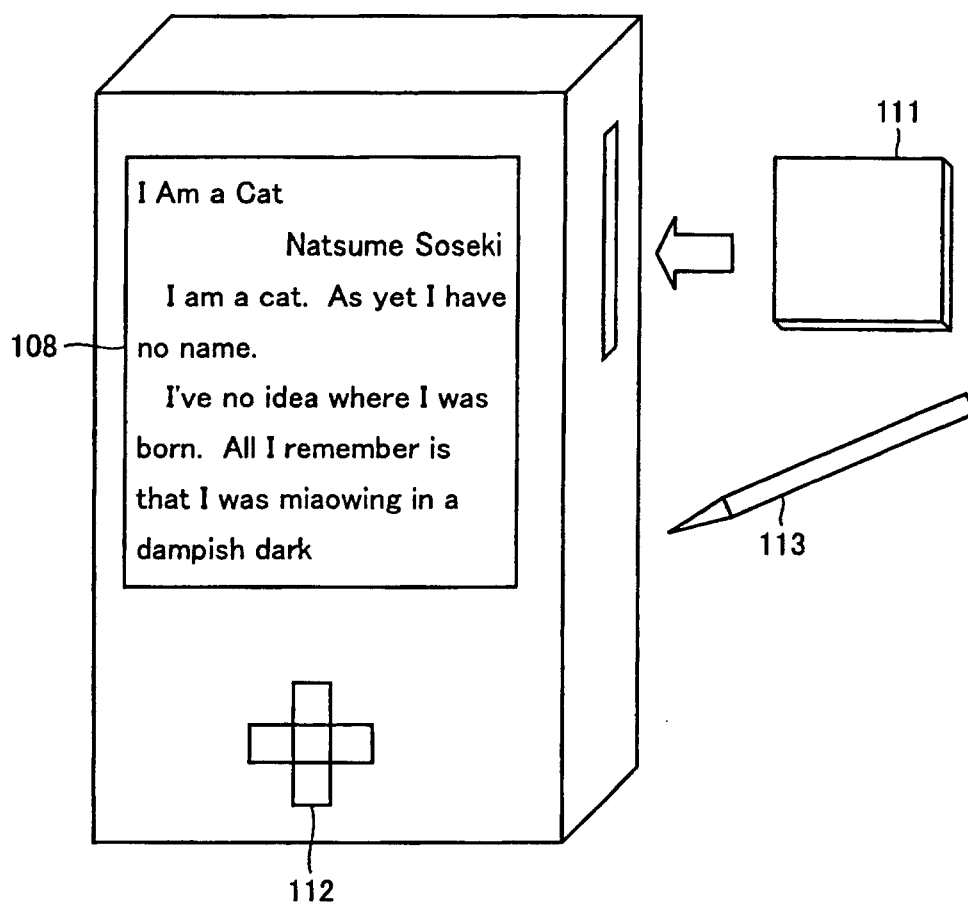 111
I Am a Cat
Natsume Soseki
I am a cat. As yet I have
no name.
108
I've no idea where I was
born. All I remember is
that I was miaowing in a
dampish dark
113
112